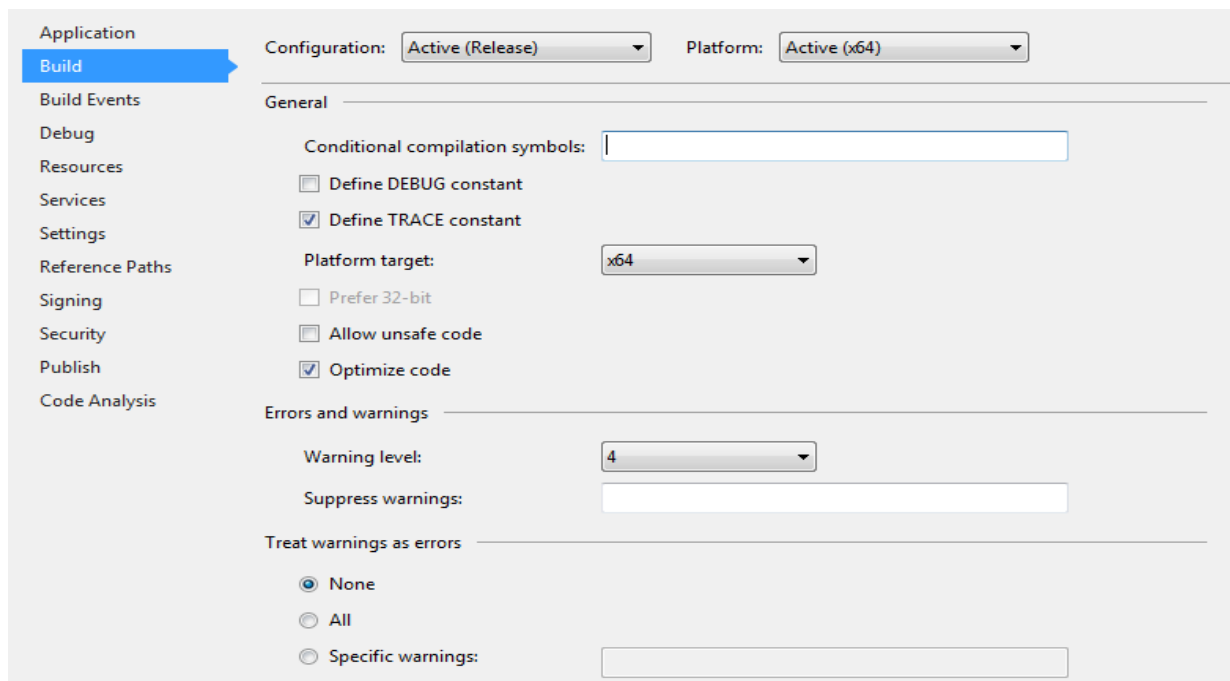 Application
Build
Build Events
Debug
Resources
Services
Settings
Reference Paths
Signing
Security
Publish
Code Analysis
Configuration: Active (Release) Platform: Active (x64)
General
Conditional compilation symbols:
Define DEBUG constant
Define TRACE constant
Platform target: x64
Prefer 32-bit
Allow unsafe code
Optimize code
Errors and warnings
Warning level: 4
Suppress warnings:
Treat warnings as errors
None
All
Specific warnings: